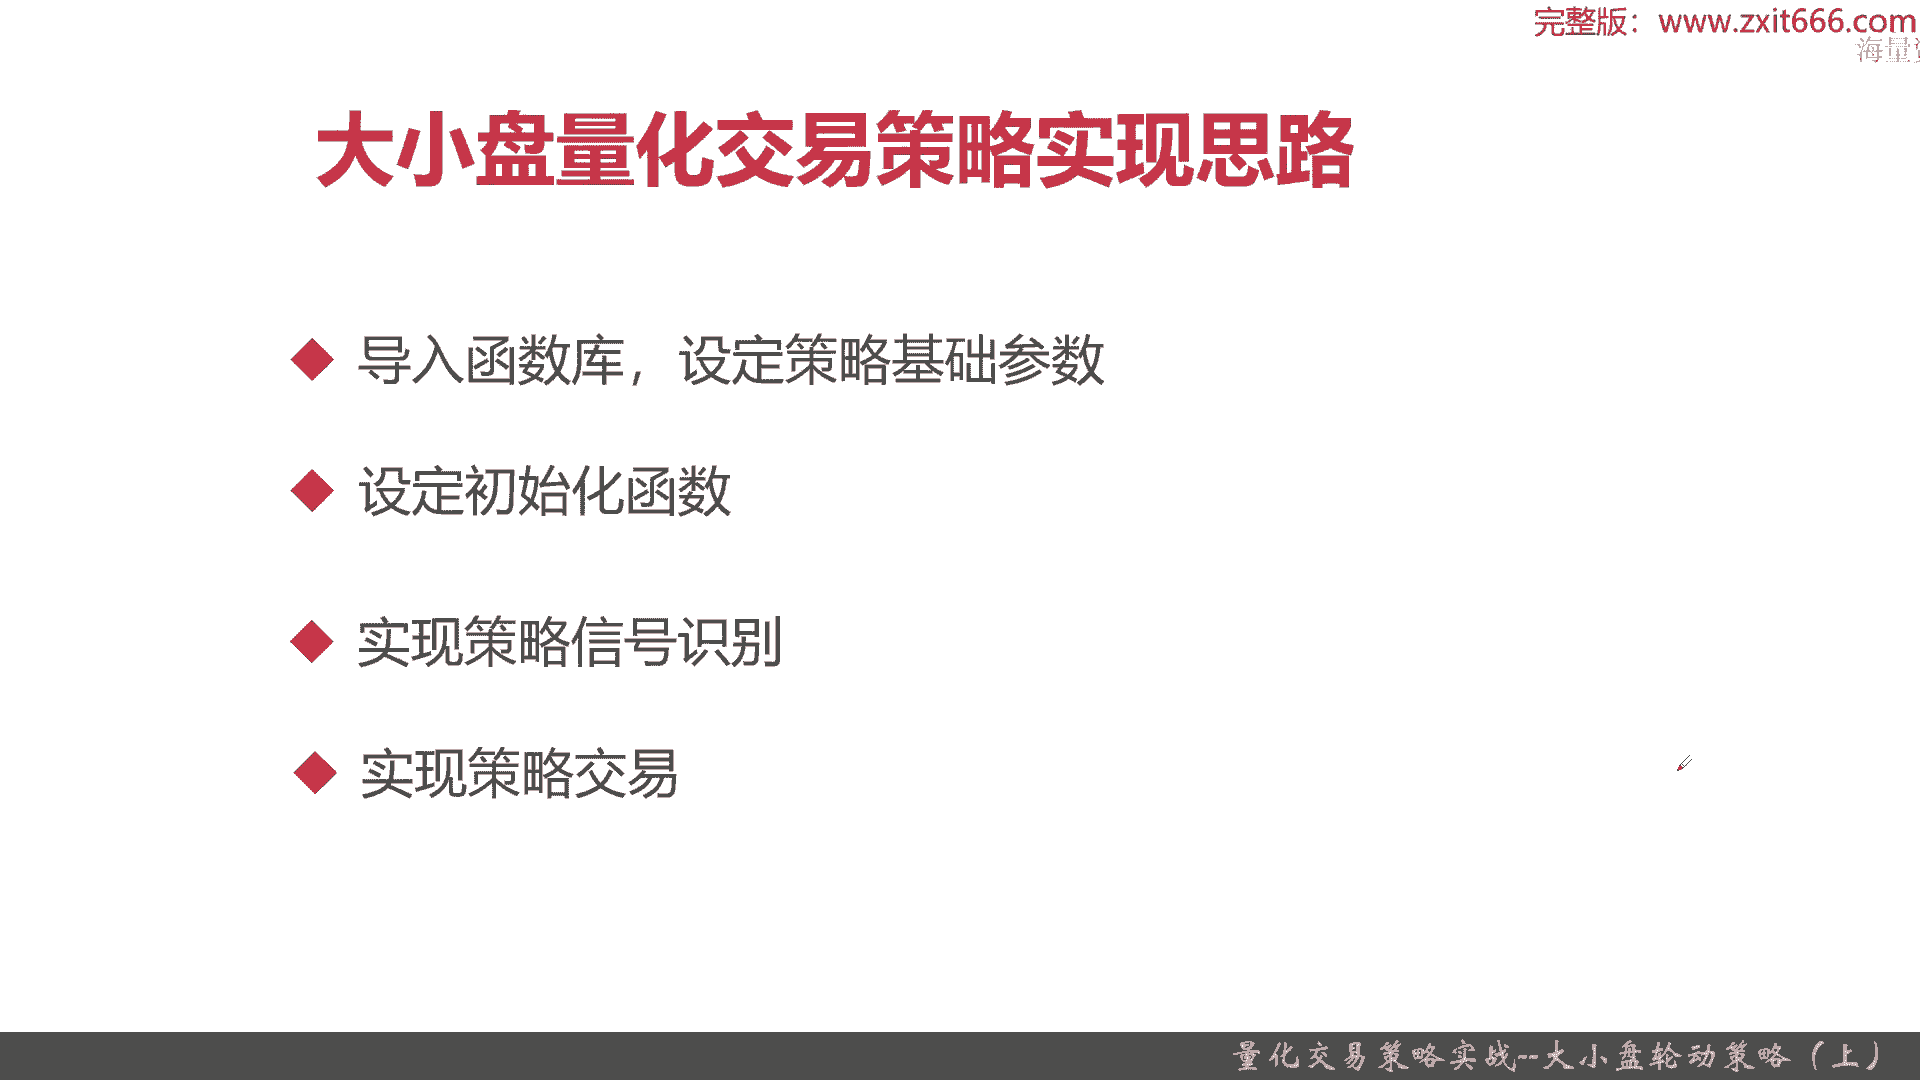 完整版：www.zxit666.com
海量
大小盘量化交易策略实现思路
导入函数库，设定策略基础参数
设定初始化函数
实现策略信号识别
实现策略交易
量化交易策略实战--大小盘轮动策略（上）